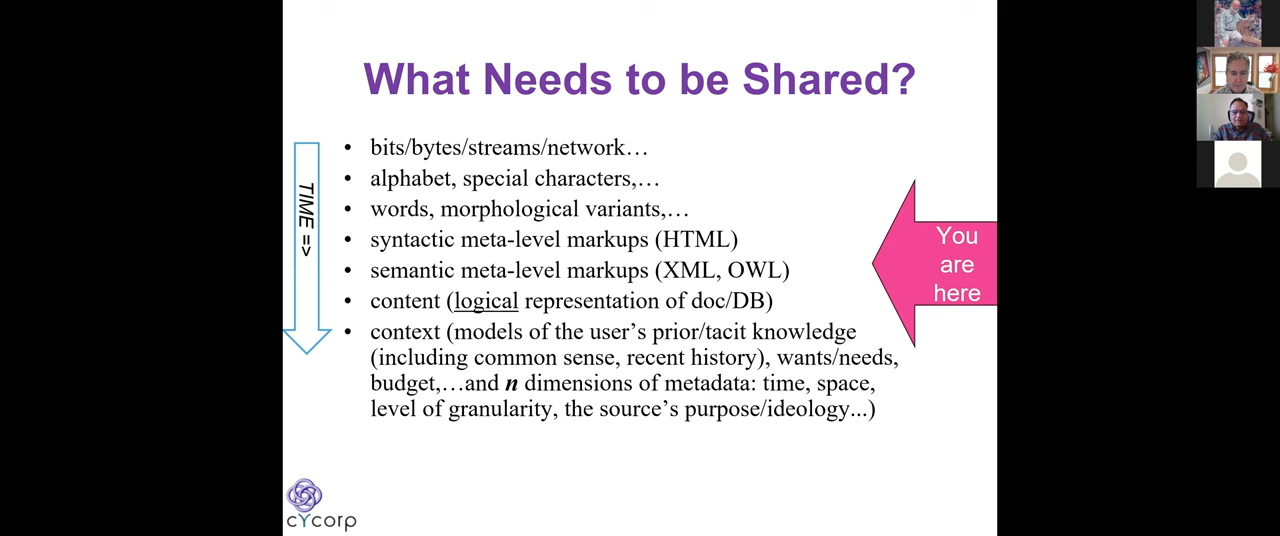 What Needs to be Shared?
TIME =>
• bits/bytes/streams/network…
• alphabet, special characters,…
• words, morphological variants,…
• syntactic meta-level markups (HTML)
• semantic meta-level markups (XML, OWL)
• content (logical representation of doc/DB)
• context (models of the user’s prior/tacit knowledge
(including common sense, recent history), wants/needs,
budget,…and n dimensions of metadata: time, space,
level of granularity, the source’s purpose/ideology...)
You
are
here
cYcorp